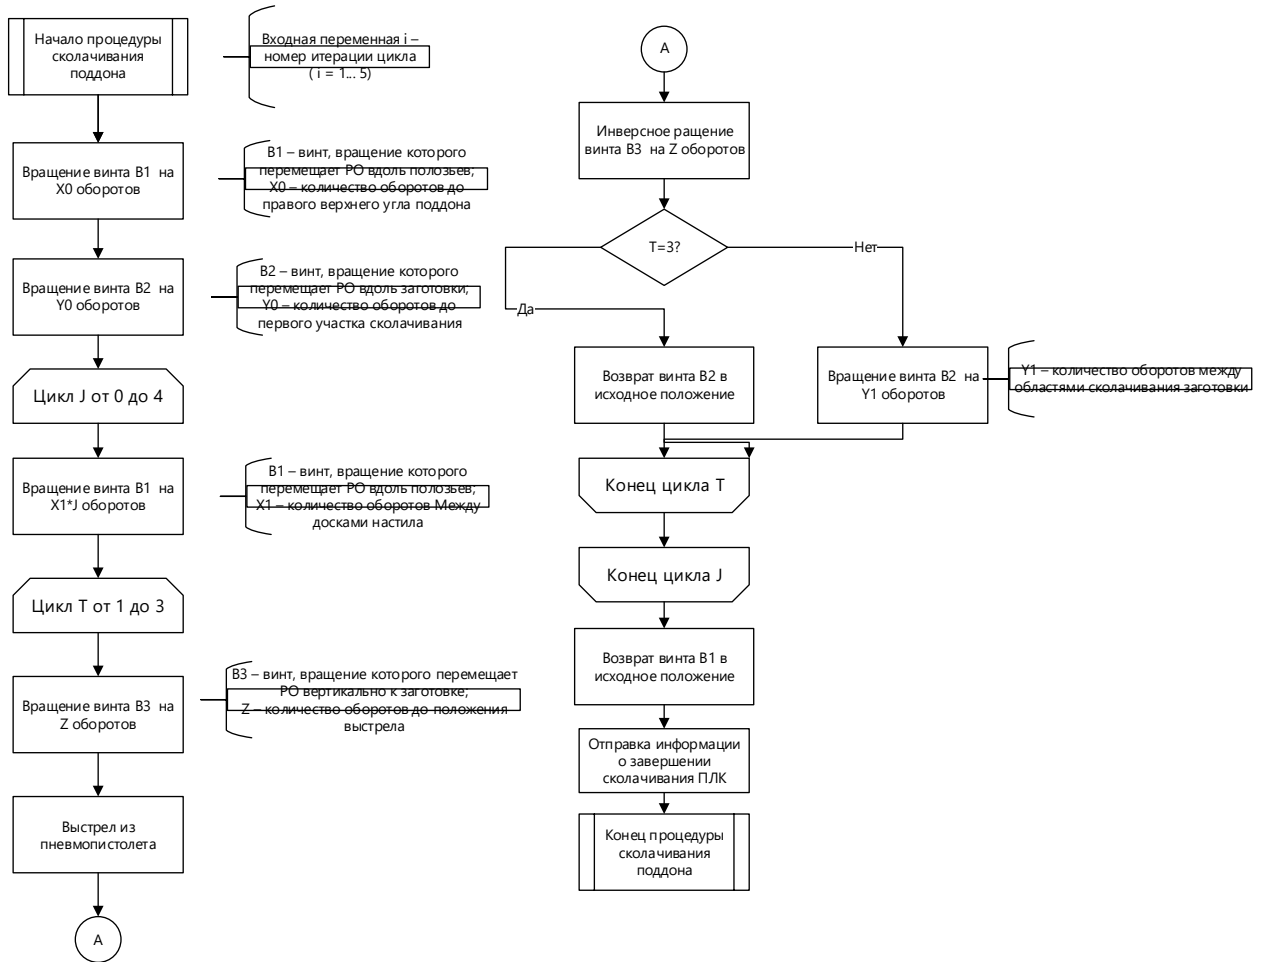 Начало процедуры
сколачивания
поддона
Входная переменная i –
номер итерации цикла
( i = 1... 5)
Вращение винта В1 на
X0 оборотов
В1 – винт, вращение которого
перемещает РО вдоль полозьев;
X0 – количество оборотов до
правого верхнего угла поддона
Вращение винта В2 на
Y0 оборотов
В2 – винт, вращение которого
перемещает РО вдоль заготовки;
Y0 – количество оборотов до
первого участка сколачивания
Цикл J от 0 до 4
Вращение винта В1 на
X1*J оборотов
В1 – винт, вращение которого
перемещает РО вдоль полозьев;
X1 – количество оборотов Между
досками настила
Цикл Т от 1 до 3
Вращение винта В3 на
Z оборотов
В3 – винт, вращение которого перемещает
РО вертикально к заготовке;
Z – количество оборотов до положения
выстрела
Выстрел из
пневмопистолета
А
А
Инверсное ращение
винта В3 на Z оборотов
Т=3?
Нет
Да
Возврат винта В2 в
исходное положение
Вращение винта В2 на
Y1 оборотов
Y1 – количество оборотов между
областями сколачивания заготовки
Конец цикла Т
Конец цикла J
Возврат винта В1 в
исходное положение
Отправка информации
о завершении
сколачивания ПЛК
Конец процедуры
сколачивания
поддона